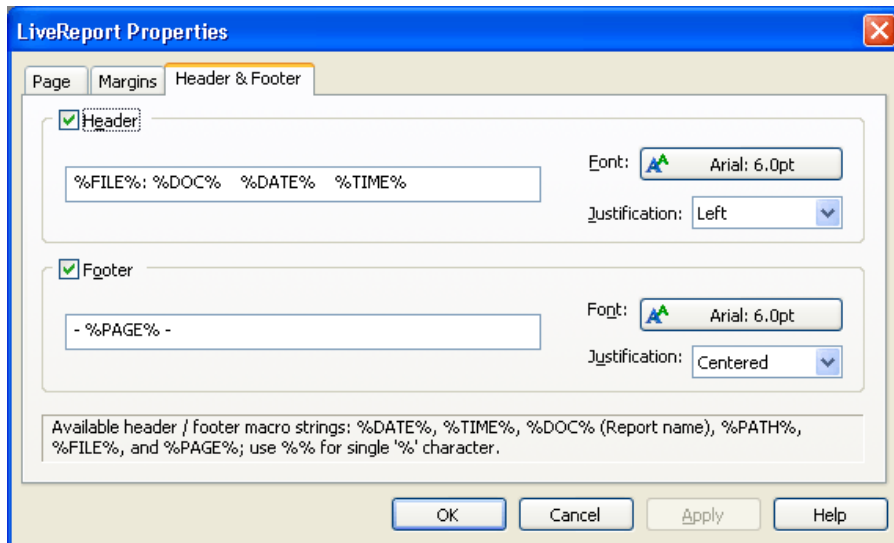 LiveReport Properties
Page Margins Header & Footer
Header
%FILE%: %DOC% %DATE% %TIME%
Font: Arial: 6.0pt
Justification: Left
Footer
- %PAGE% -
Font: Arial: 6.0pt
Justification: Centered
Available header / footer macro strings: %DATE%, %TIME%, %DOC% (Report name), %PATH%,
%FILE%, and %PAGE%; use %% for single '%' character.
OK Cancel Apply Help